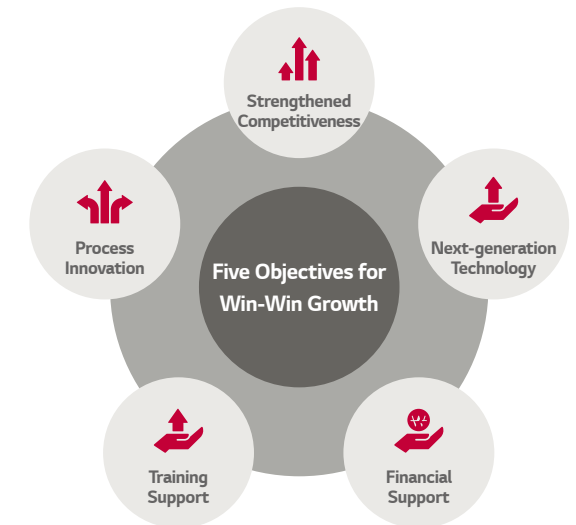 Strengthened
Competitiveness
Process
Innovation
Next-generation
Technology
Five Objectives for
Win-Win Growth
Training
Support
Financial
Support